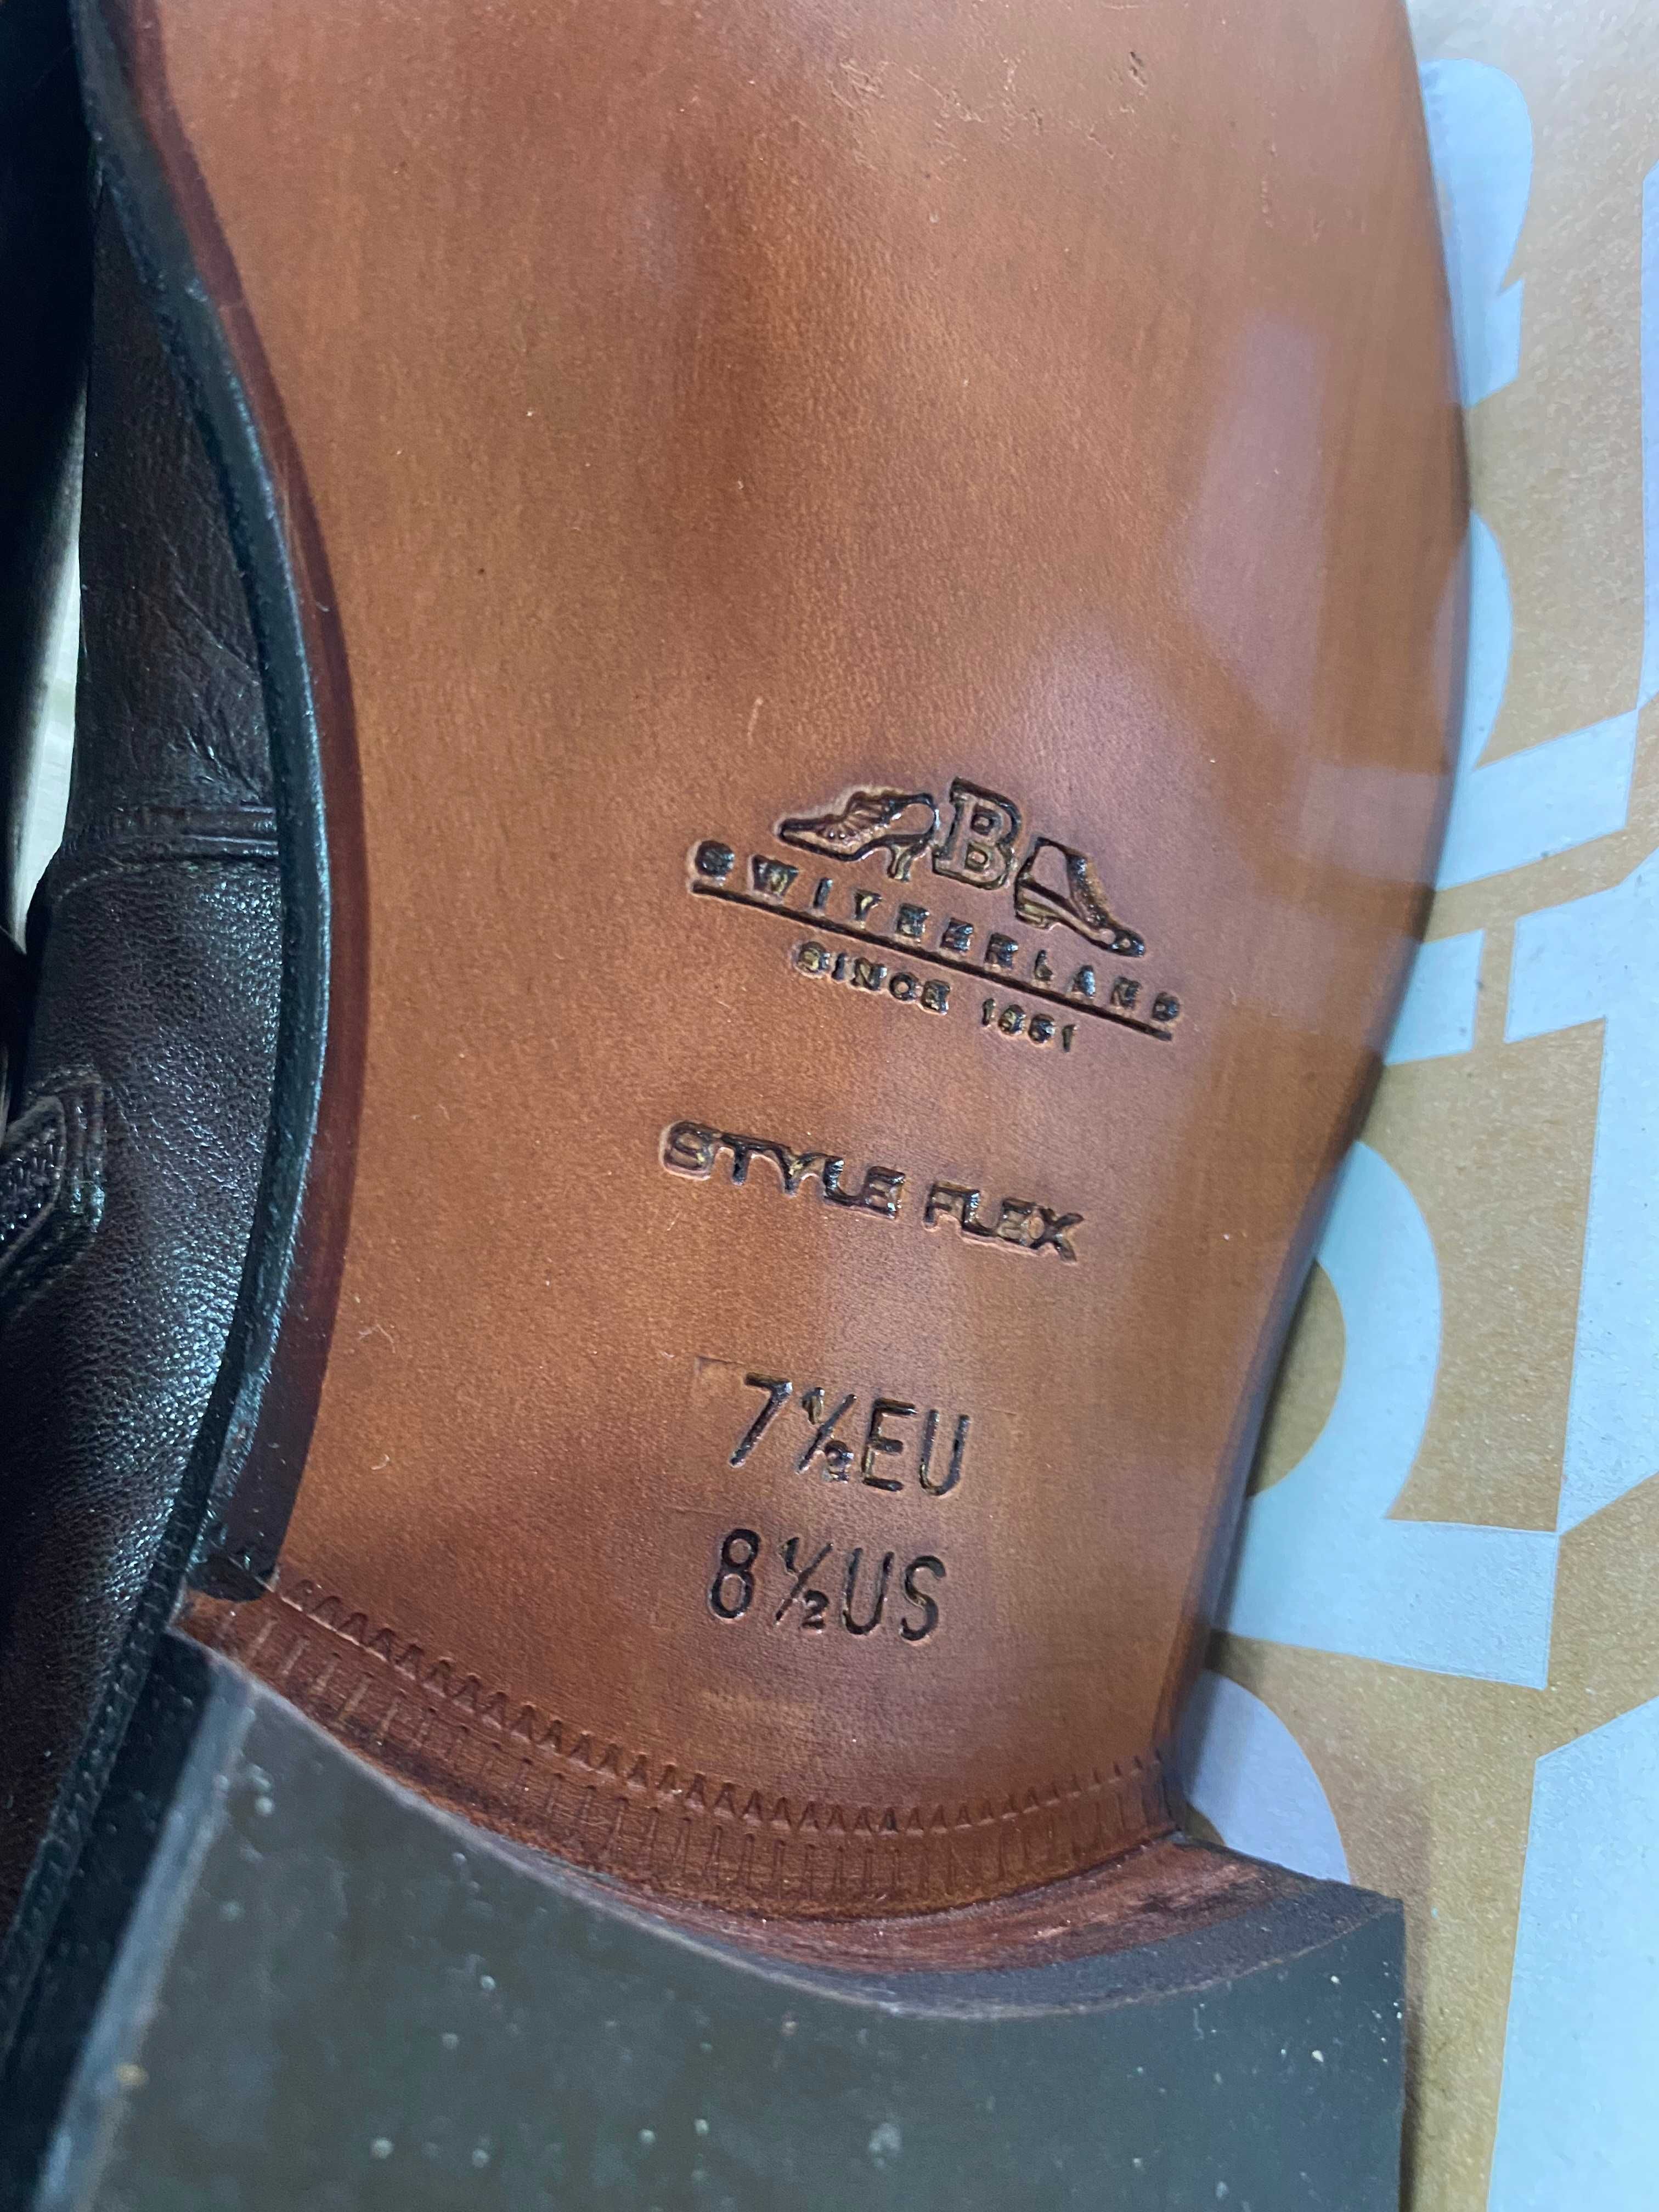 B
SWITZERLAND
SINCE 1851
STYLE FLEX
7½EU
8½US